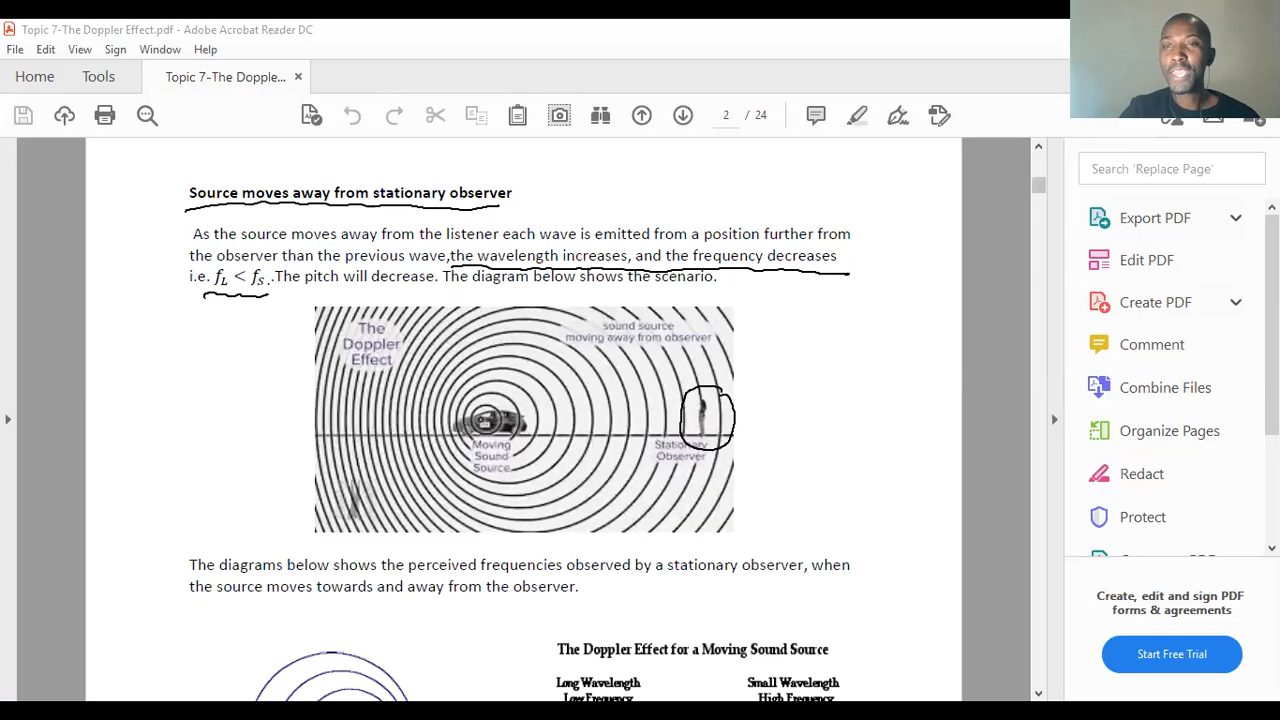 Topic 7-The Doppler Effect.pdf - Adobe Acrobat Reader DC
File Edit View Sign Window Help
Home Tools Topic 7-The Dopple... ×
2 / 24
Search 'Replace Page'
Export PDF
Edit PDF
Create PDF
Comment
Combine Files
Organize Pages
Redact
Protect
Create, edit and sign PDF
forms & agreements
Start Free Trial
Source moves away from stationary observer
As the source moves away from the listener each wave is emitted from a position further from
the observer than the previous wave,the wavelength increases, and the frequency decreases
i.e. fL < fS. .The pitch will decrease. The diagram below shows the scenario.
The
Doppler
Effect
sound source
moving away from observer
Moving
Sound
Source
Stationary
Observer
The diagrams below shows the perceived frequencies observed by a stationary observer, when
the source moves towards and away from the observer.
The Doppler Effect for a Moving Sound Source
Long Wavelength Small Wavelength
Low Frequency High Frequency